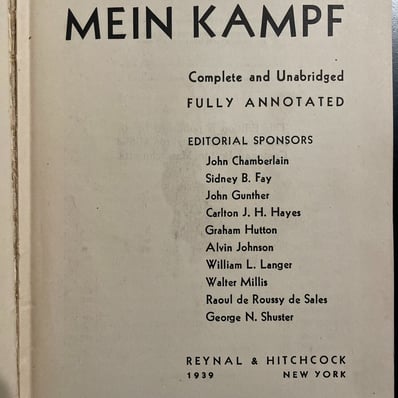 MEIN KAMPF
Complete and Unabridged
FULLY ANNOTATED
EDITORIAL SPONSORS
John Chamberlain
Sidney B. Fay
John Gunther
Carlton J. H. Hayes
Graham Hutton
Alvin Johnson
William L. Langer
Walter Millis
Raoul de Roussy de Sales
George N. Shuster
REYNAL & HITCHCOCK
1939 NEW YORK